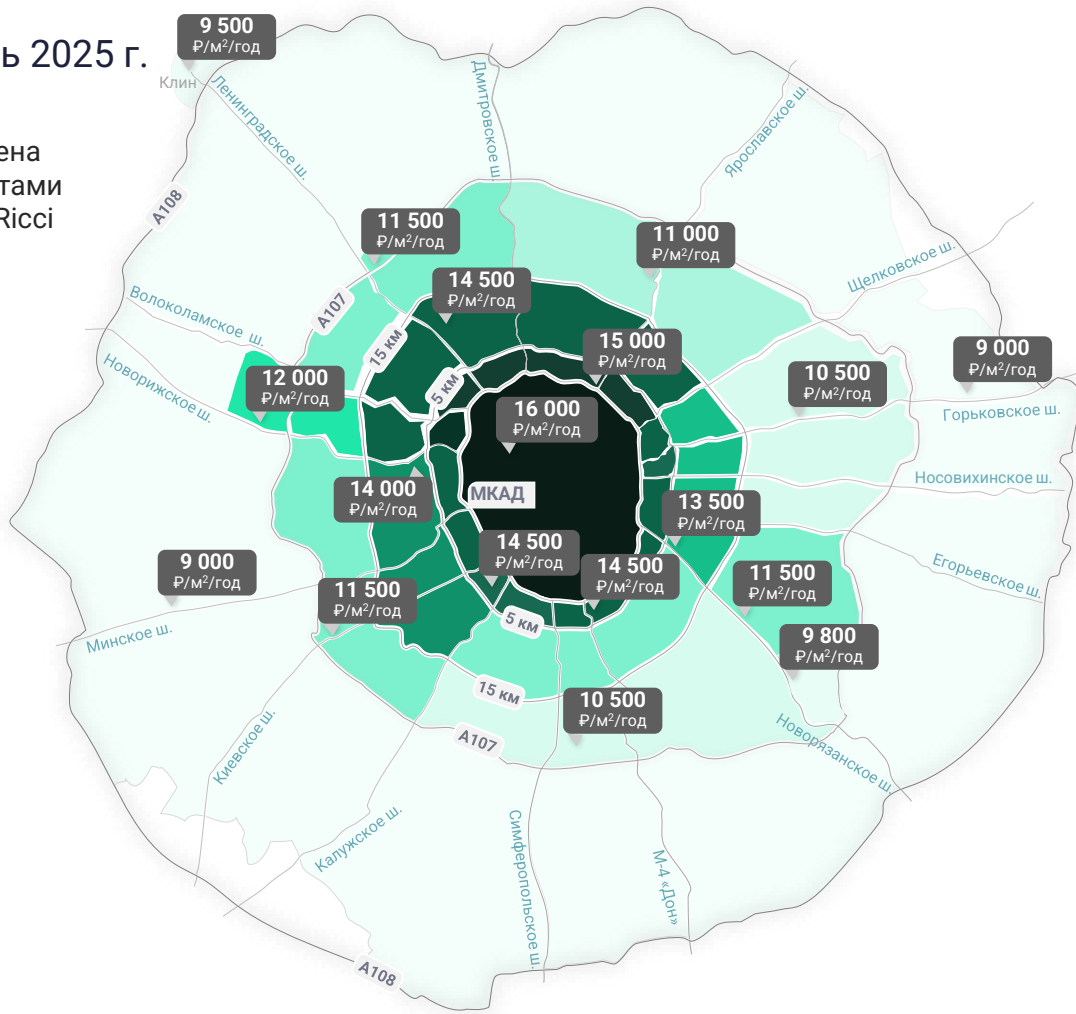 9 500
₽/м²/год
ь 2025 г.
Клин
ена
тами
Ricci
Ленинградское ш.
Дмитровское ш.
Ярославское ш.
А108
11 500
₽/м²/год
11 000
₽/м²/год
14 500
₽/м²/год
Щелковское ш.
Волоколамское ш.
А107
15 км
15 000
₽/м²/год
9 000
₽/м²/год
Новорижское ш.
12 000
₽/м²/год
5 км
10 500
₽/м²/год
16 000
₽/м²/год
Горьковское ш.
14 000
₽/м²/год
МКАД
Носовихинское ш.
13 500
₽/м²/год
9 000
₽/м²/год
14 500
₽/м²/год
14 500
₽/м²/год
11 500
₽/м²/год
Егорьевское ш.
11 500
₽/м²/год
Минское ш.
5 км
9 800
₽/м²/год
15 км
10 500
₽/м²/год
А107
Киевское ш.
Новорязанское ш.
Калужское ш.
Симферопольское ш.
М-4 «Дон»
А108